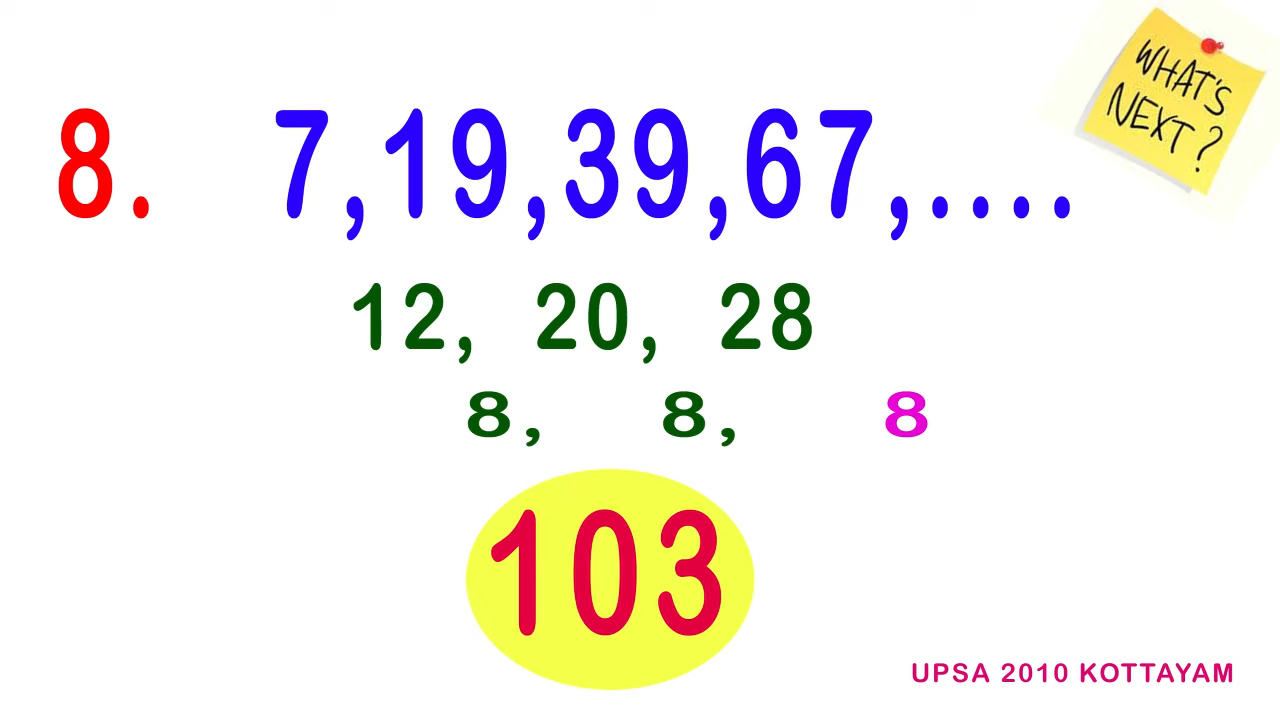 WHAT'S
NEXT?
8. 7,19,39,67,....
12, 20, 28
8, 8, 8
103
UPSA 2010 KOTTAYAM